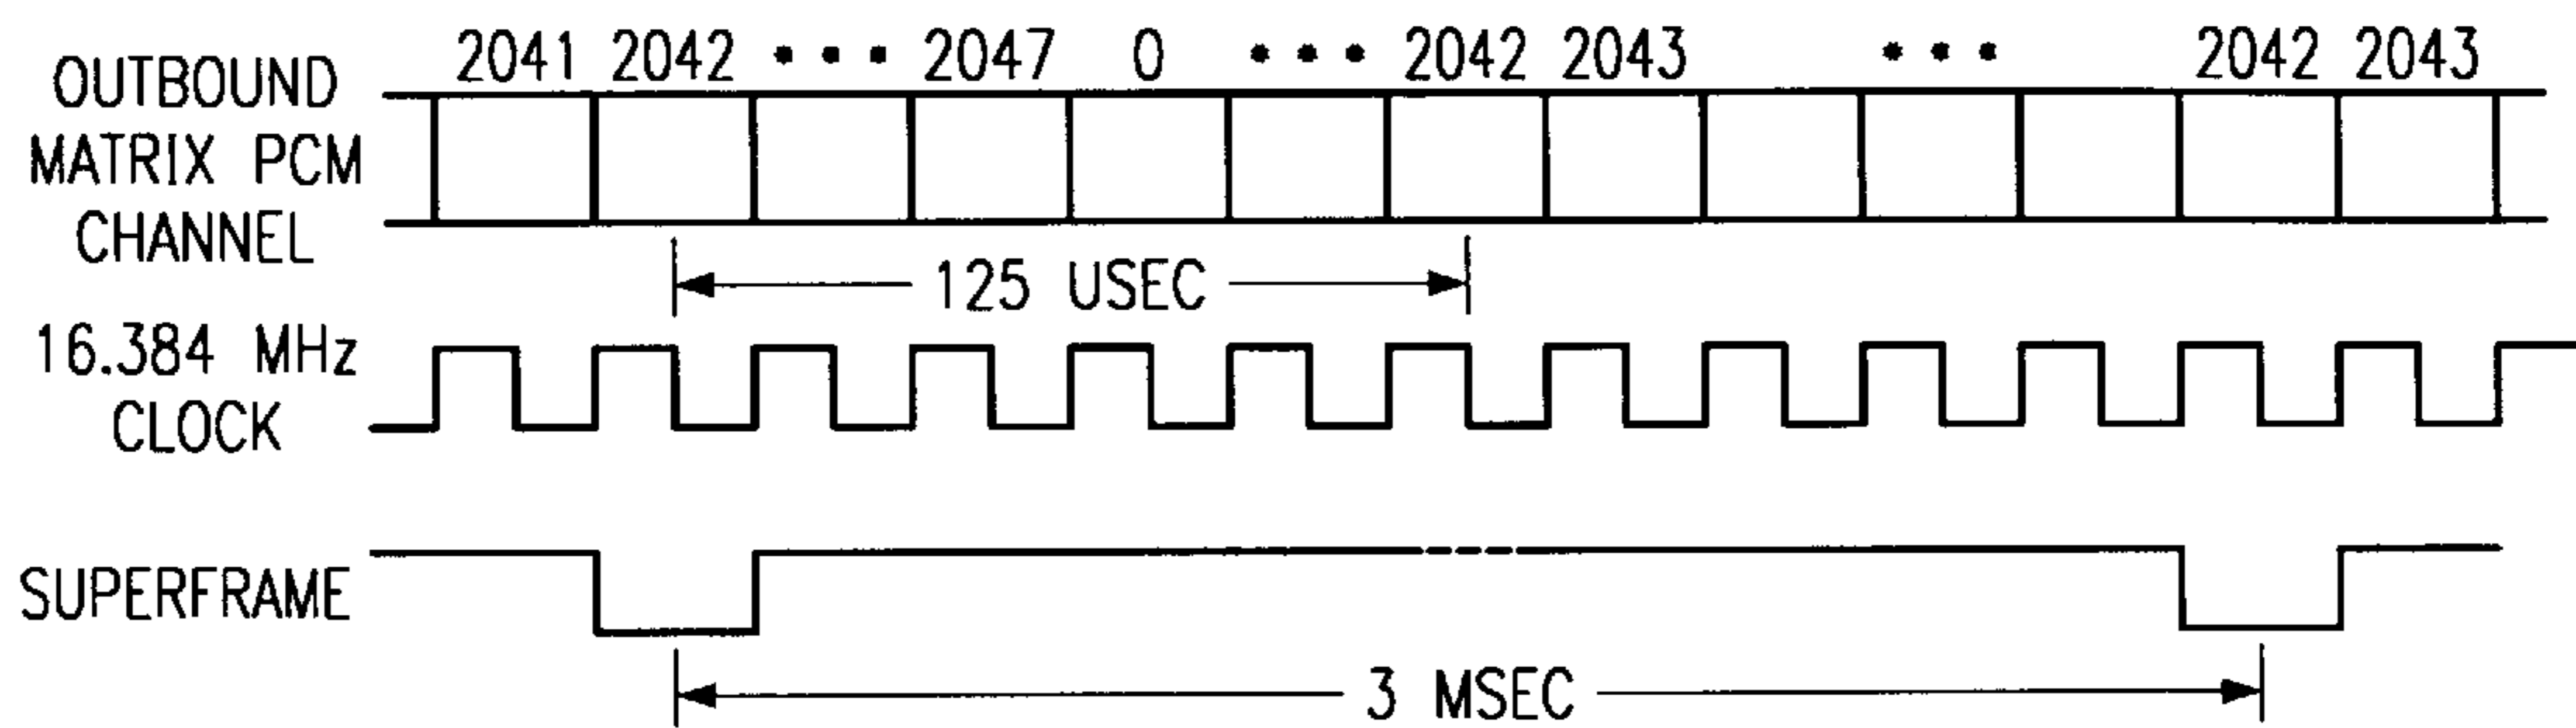 2041 2042 • • • 2047 0 • • • 2042 2043 • • • 2042 2043
OUTBOUND
MATRIX PCM
CHANNEL
125 USEC
16.384 MHz
CLOCK
SUPERFRAME
3 MSEC